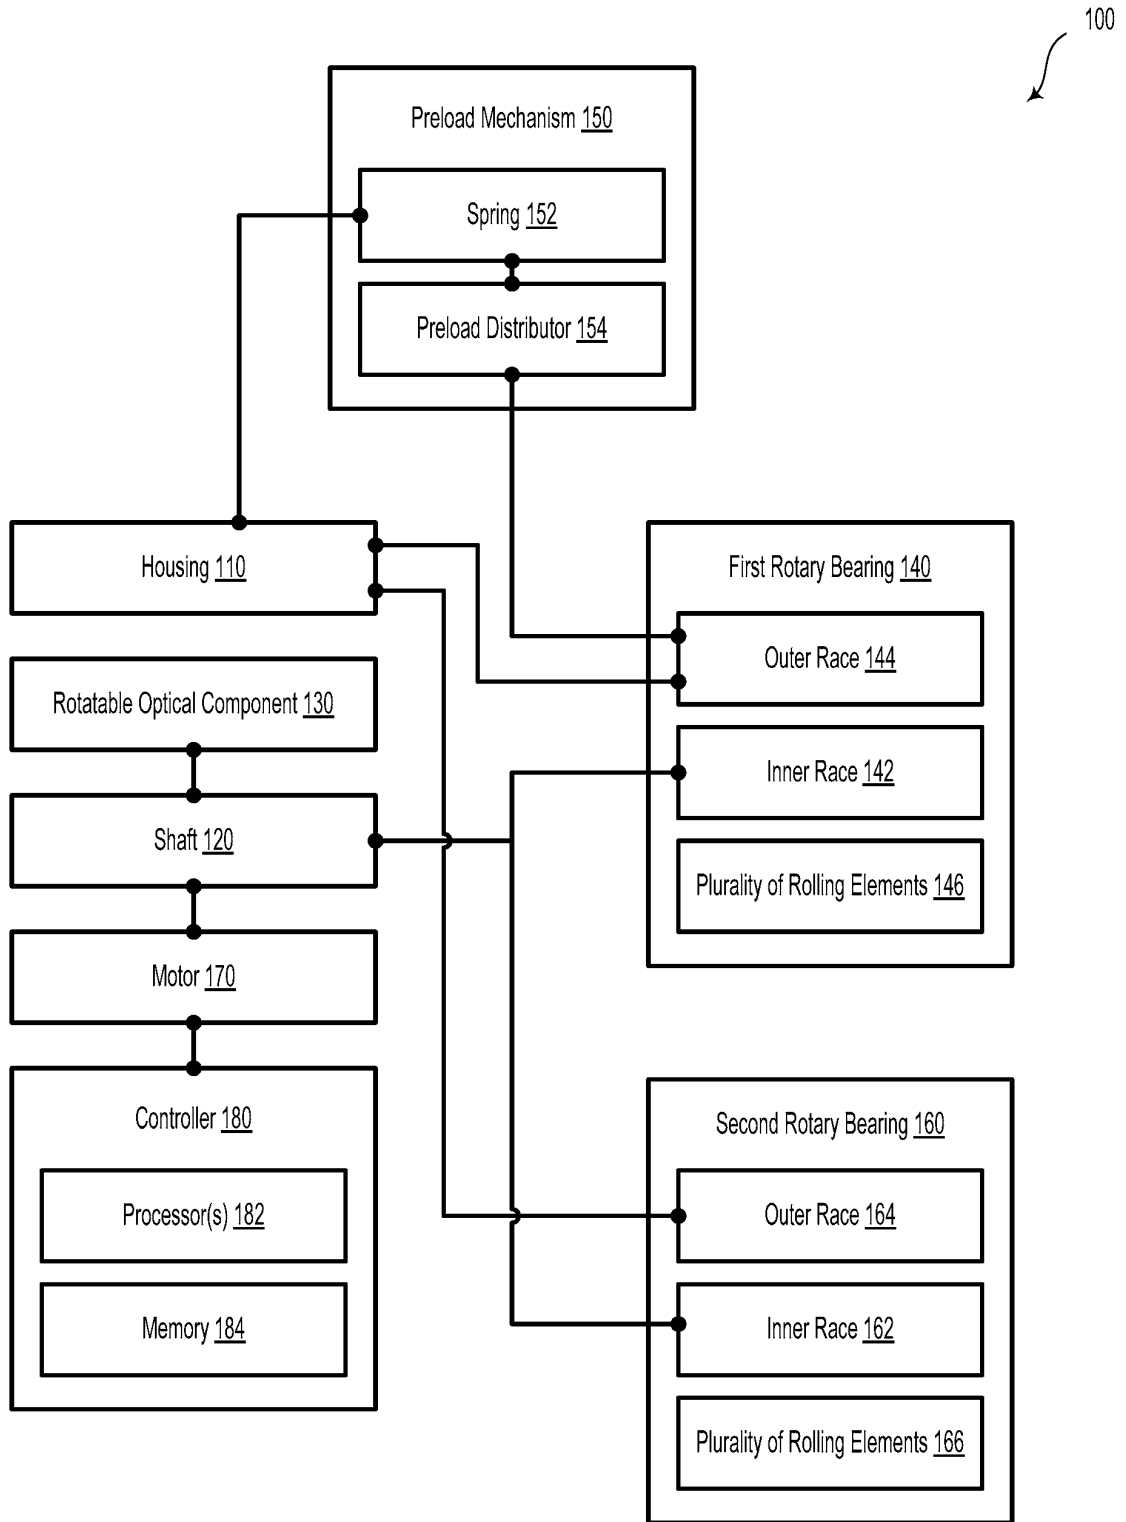 100
Preload Mechanism 150
Spring 152
Preload Distributor 154
Housing 110
Rotatable Optical Component 130
Shaft 120
Motor 170
Controller 180
Processor(s) 182
Memory 184
First Rotary Bearing 140
Outer Race 144
Inner Race 142
Plurality of Rolling Elements 146
Second Rotary Bearing 160
Outer Race 164
Inner Race 162
Plurality of Rolling Elements 166